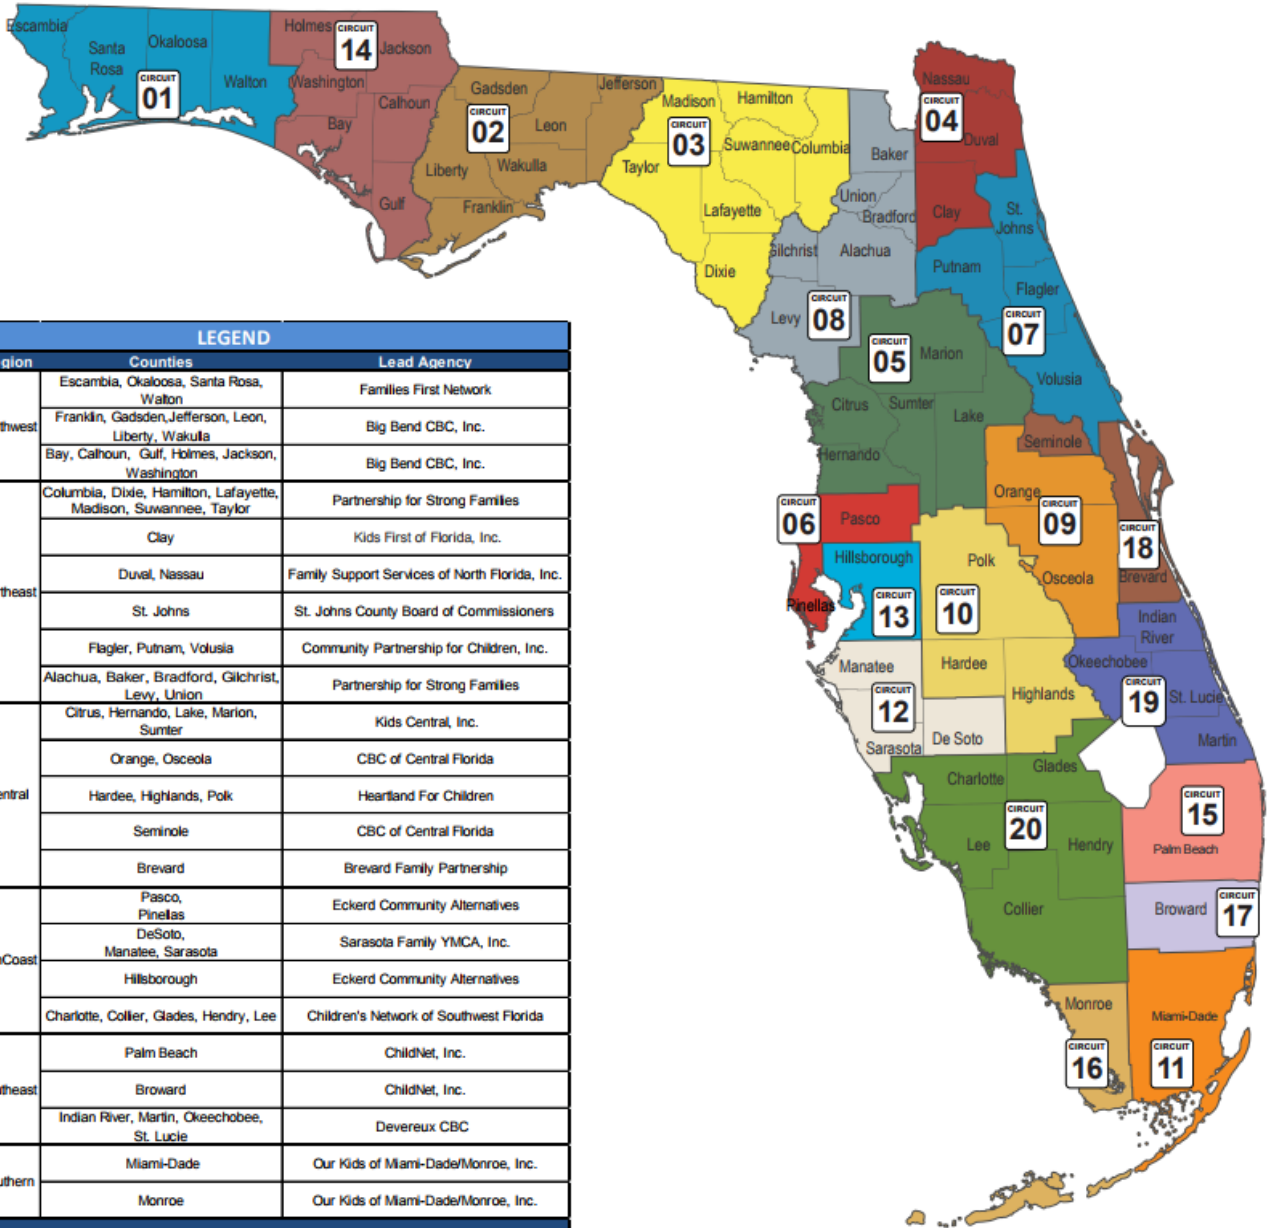 Escambia
Santa
Rosa
Okaloosa
Walton
CIRCUIT
01
Holmes
CIRCUIT
14
Jackson
Washington
Calhoun
Bay
Gulf
Gadsden
Jefferson
CIRCUIT
02
Leon
Liberty
Wakulla
Franklin
Madison
Hamilton
CIRCUIT
03
Suwannee
Columbia
Taylor
Lafayette
Dixie
Nassau
CIRCUIT
04
Duval
Clay
Baker
Union
Bradford
Gilchrist
Alachua
Levy
CIRCUIT
08
St.
Johns
Putnam
Flagler
CIRCUIT
07
Volusia
CIRCUIT
05
Marion
Citrus
Sumter
Lake
Hernando
Seminole
Orange
CIRCUIT
09
Osceola
CIRCUIT
18
Brevard
CIRCUIT
06
Pasco
Pinellas
Hillsborough
CIRCUIT
13
Polk
CIRCUIT
10
Hardee
Highlands
Manatee
CIRCUIT
12
Sarasota
De Soto
Indian
River
Okeechobee
CIRCUIT
19
St. Lucie
Martin
Charlotte
Glades
CIRCUIT
20
Lee
Hendry
Collier
CIRCUIT
15
Palm Beach
Broward
CIRCUIT
17
Monroe
CIRCUIT
16
Miami-Dade
CIRCUIT
11
LEGEND
gion Counties Lead Agency
thwest
Escambia, Okaloosa, Santa Rosa,
Walton
Families First Network
Franklin, Gadsden,Jefferson, Leon,
Liberty, Wakulla
Big Bend CBC, Inc.
Bay, Calhoun, Gulf, Holmes, Jackson,
Washington
Big Bend CBC, Inc.
theast
Columbia, Dixie, Hamilton, Lafayette,
Madison, Suwannee, Taylor
Partnership for Strong Families
Clay
Kids First of Florida, Inc.
Duval, Nassau
Family Support Services of North Florida, Inc.
St. Johns
St. Johns County Board of Commissioners
Flagler, Putnam, Volusia
Community Partnership for Children, Inc.
Alachua, Baker, Bradford, Gilchrist,
Levy, Union
Partnership for Strong Families
entral
Citrus, Hernando, Lake, Marion,
Sumter
Kids Central, Inc.
Orange, Osceola
CBC of Central Florida
Hardee, Highlands, Polk
Heartland For Children
Seminole
CBC of Central Florida
Brevard
Brevard Family Partnership
Coast
Pasco,
Pinellas
Eckerd Community Alternatives
DeSoto,
Manatee, Sarasota
Sarasota Family YMCA, Inc.
Hillsborough
Eckerd Community Alternatives
Charlotte, Collier, Glades, Hendry, Lee
Children's Network of Southwest Florida
theast
Palm Beach
ChildNet, Inc.
Broward
ChildNet, Inc.
Indian River, Martin, Okeechobee,
St. Lucie
Devereux CBC
uthern
Miami-Dade
Our Kids of Miami-Dade/Monroe, Inc.
Monroe
Our Kids of Miami-Dade/Monroe, Inc.